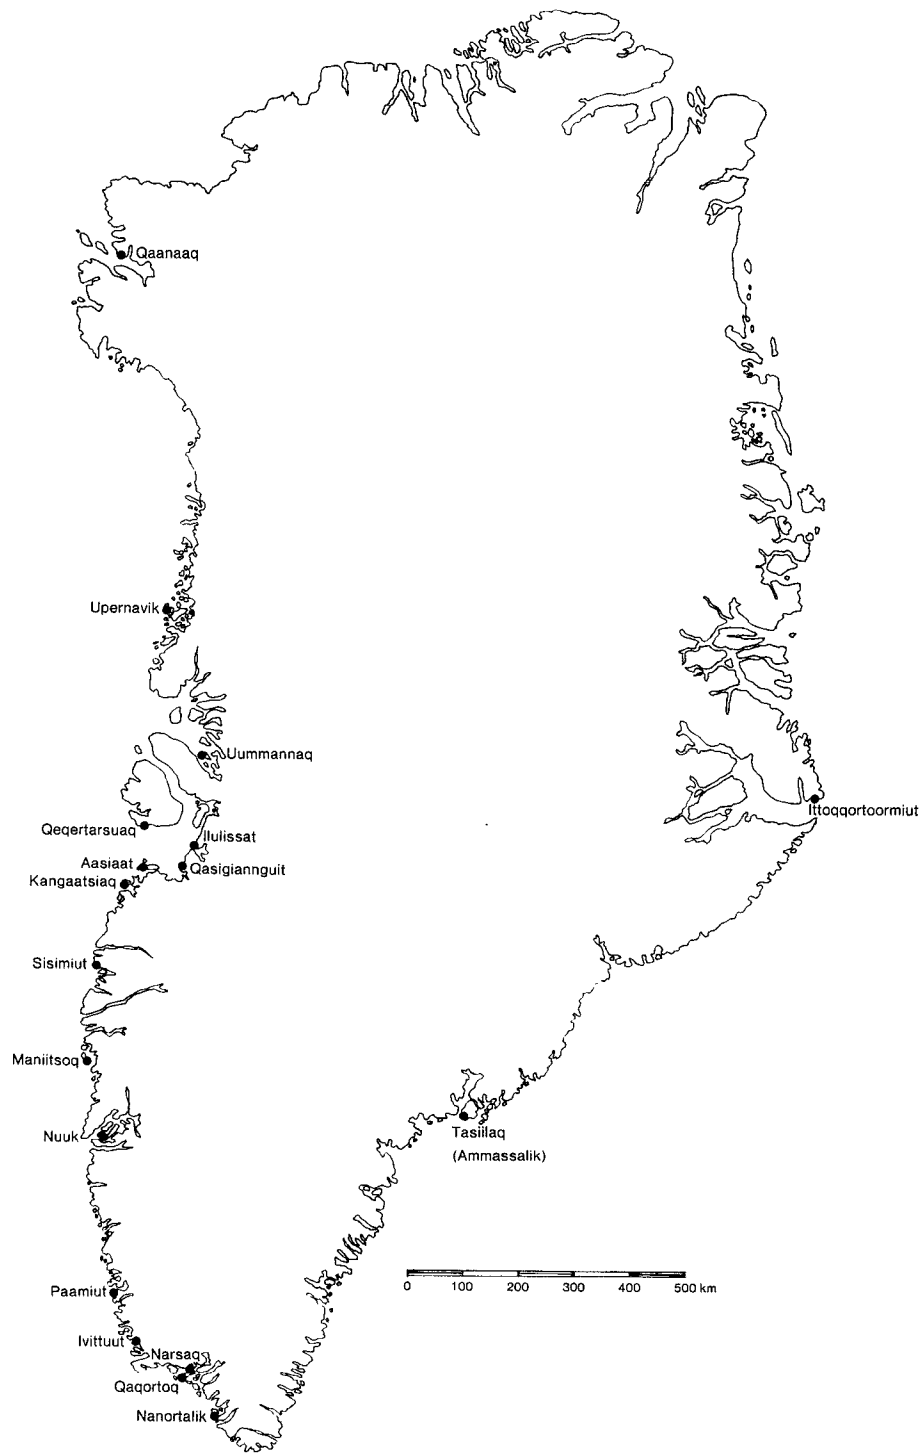 Qaanaaq
Upernavik
Uummannaq
Ittoqqortoormiut
Qeqertarsuaq
Ilulissat
Aasiaat
Qasigiannguit
Kangaatsiaq
Sisimiut
Maniitsoq
Nuuk
Tasiilaq
(Ammassalik)
0 100 200 300 400 500 km
Paamiut
Ivittuut
Narsaq
Qaqortoq
Nanortalik